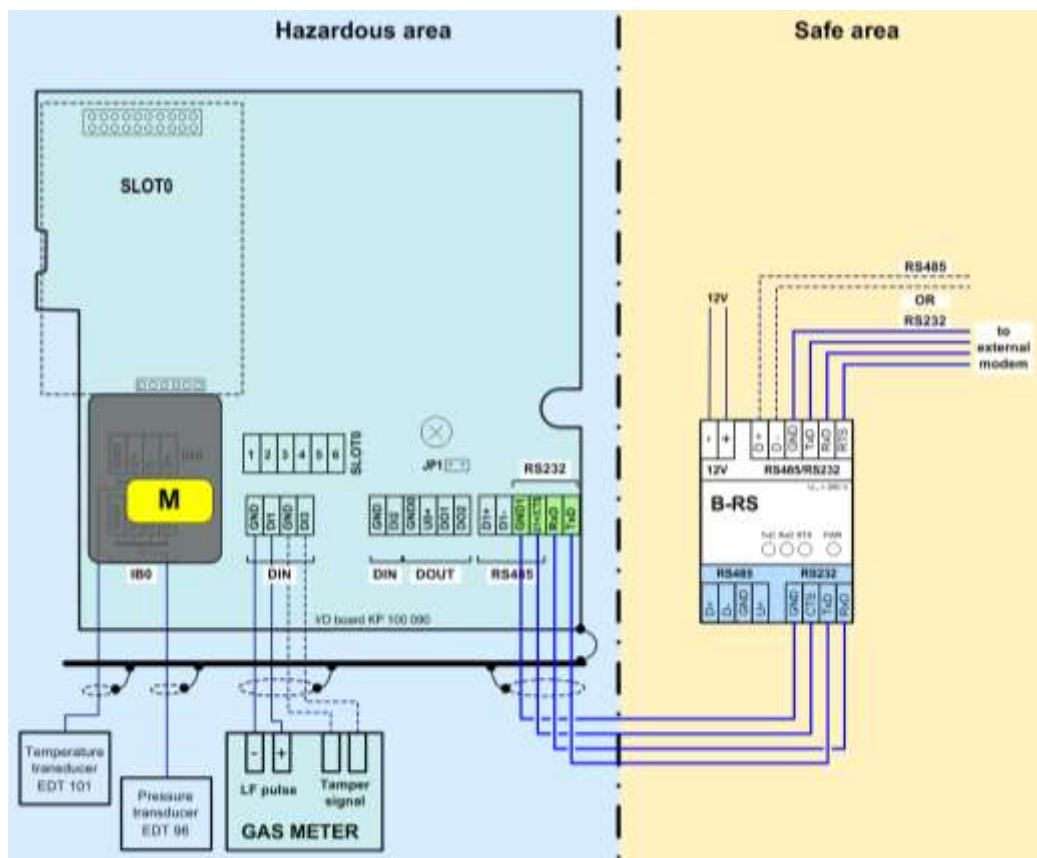 Hazardous area
Safe area
SLOT0
RS485
OR
RS232
to
external
modem
12V
- + D+ D- GND TxD RxD RTS
12V RS485/RS232
B-RS
TxD RxD RTS PWR
RS485 RS232
D+ D- GND U+ GND CTS TxD RxD
1 2 3 4 5 6
SLOT0
JP1
RS232
M
GND DI1 GND
GND DI2 GND0 U0+ DO1 DO2
D1+ D1- GND1 U+/CTS RxD TxD
IB0
DIN
DIN DOUT
RS485
I/O board KP 100 090
Temperature
transducer
EDT 101
Pressure
transducer
EDT 96
- +
LF pulse
Tamper
signal
GAS METER